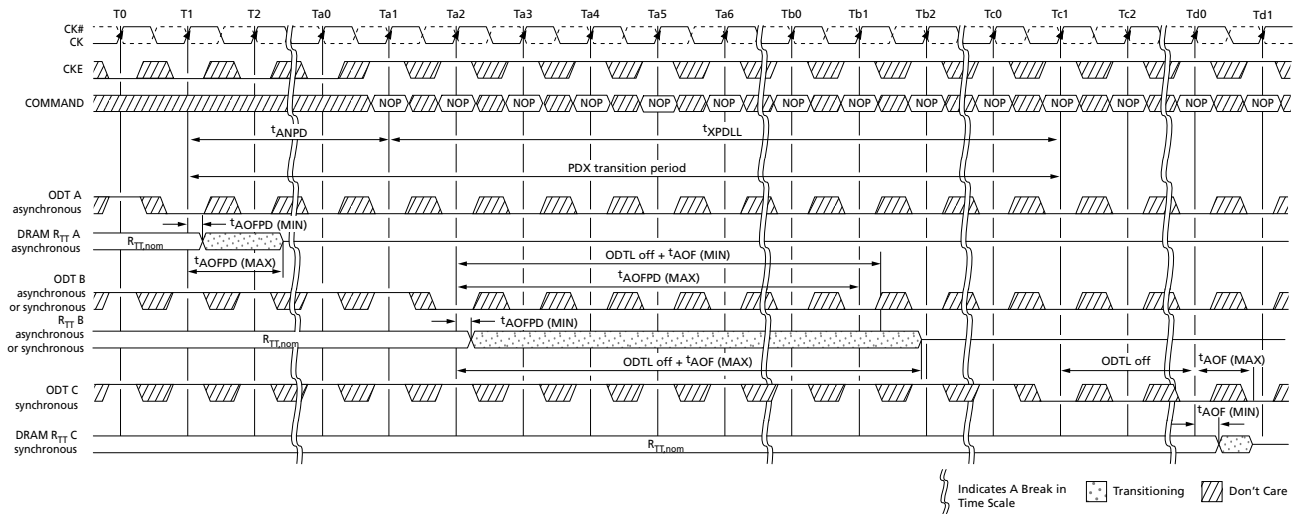 T0 T1 T2 Ta0 Ta1 Ta2 Ta3 Ta4 Ta5 Ta6 Tb0 Tb1 Tb2 Tc0 Tc1 Tc2 Td0 Td1
CK#
CK
CKE
COMMAND NOP NOP NOP NOP NOP NOP NOP NOP NOP NOP NOP NOP NOP NOP
tANPD tXPDLL
PDX transition period
ODT A
asynchronous
tAOFPD (MIN)
DRAM RTT A
asynchronous
RTT,nom
tAOFPD (MAX)
ODTL off + tAOF (MIN)
tAOFPD (MAX)
ODT B
asynchronous
or synchronous
tAOFPD (MIN)
RTT B
asynchronous
or synchronous
RTT,nom
ODTL off + tAOF (MAX)
ODTL off tAOF (MAX)
ODT C
synchronous
tAOF (MIN)
DRAM RTT C
synchronous
RTT,nom
Indicates A Break in
Time Scale
Transitioning
Don't Care